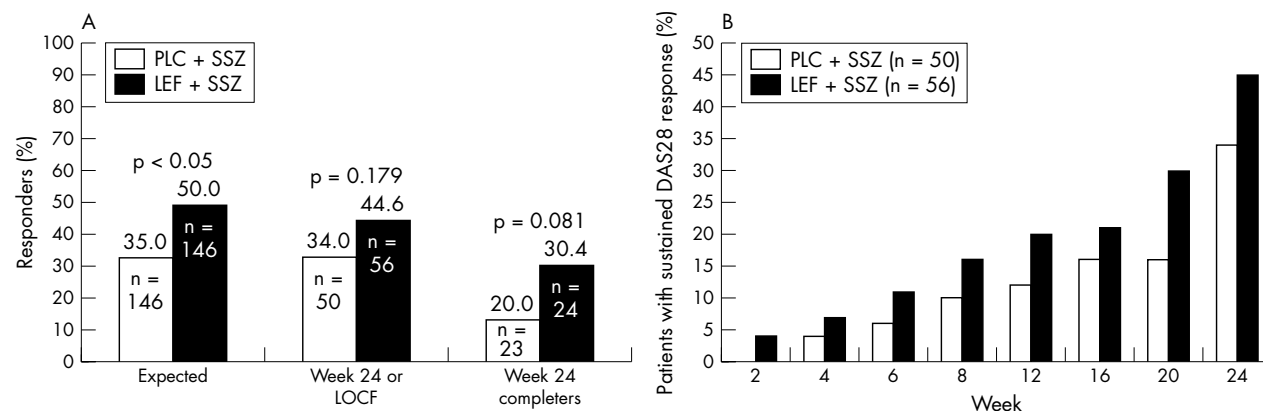 A
100
90
80
70
60
50
40
30
20
10
0
Responders (%)
PLC + SSZ
LEF + SSZ
p < 0.05
50.0
35.0
n =
146
n =
146
p = 0.179
44.6
34.0
n =
56
n =
50
p = 0.081
30.4
20.0
n =
24
n =
23
Expected
Week 24 or
LOCF
Week 24
completers
B
50
45
40
35
30
25
20
15
10
5
0
Patients with sustained DAS28 response (%)
PLC + SSZ (n = 50)
LEF + SSZ (n = 56)
2
4
6
8
12
16
20
24
Week